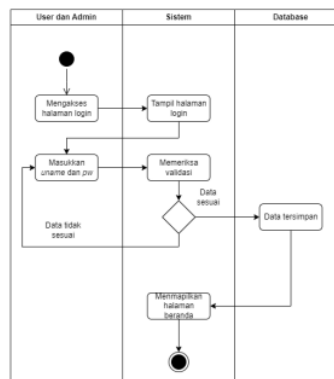 User dan Admin
Sistem
Database
Mengakses
halaman login
Tampil halaman
login
Masukkan
uname dan pw
Memeriksa
validasi
Data
sesuai
Data tidak
sesuai
Data tersimpan
Menmapilkan
halaman
beranda